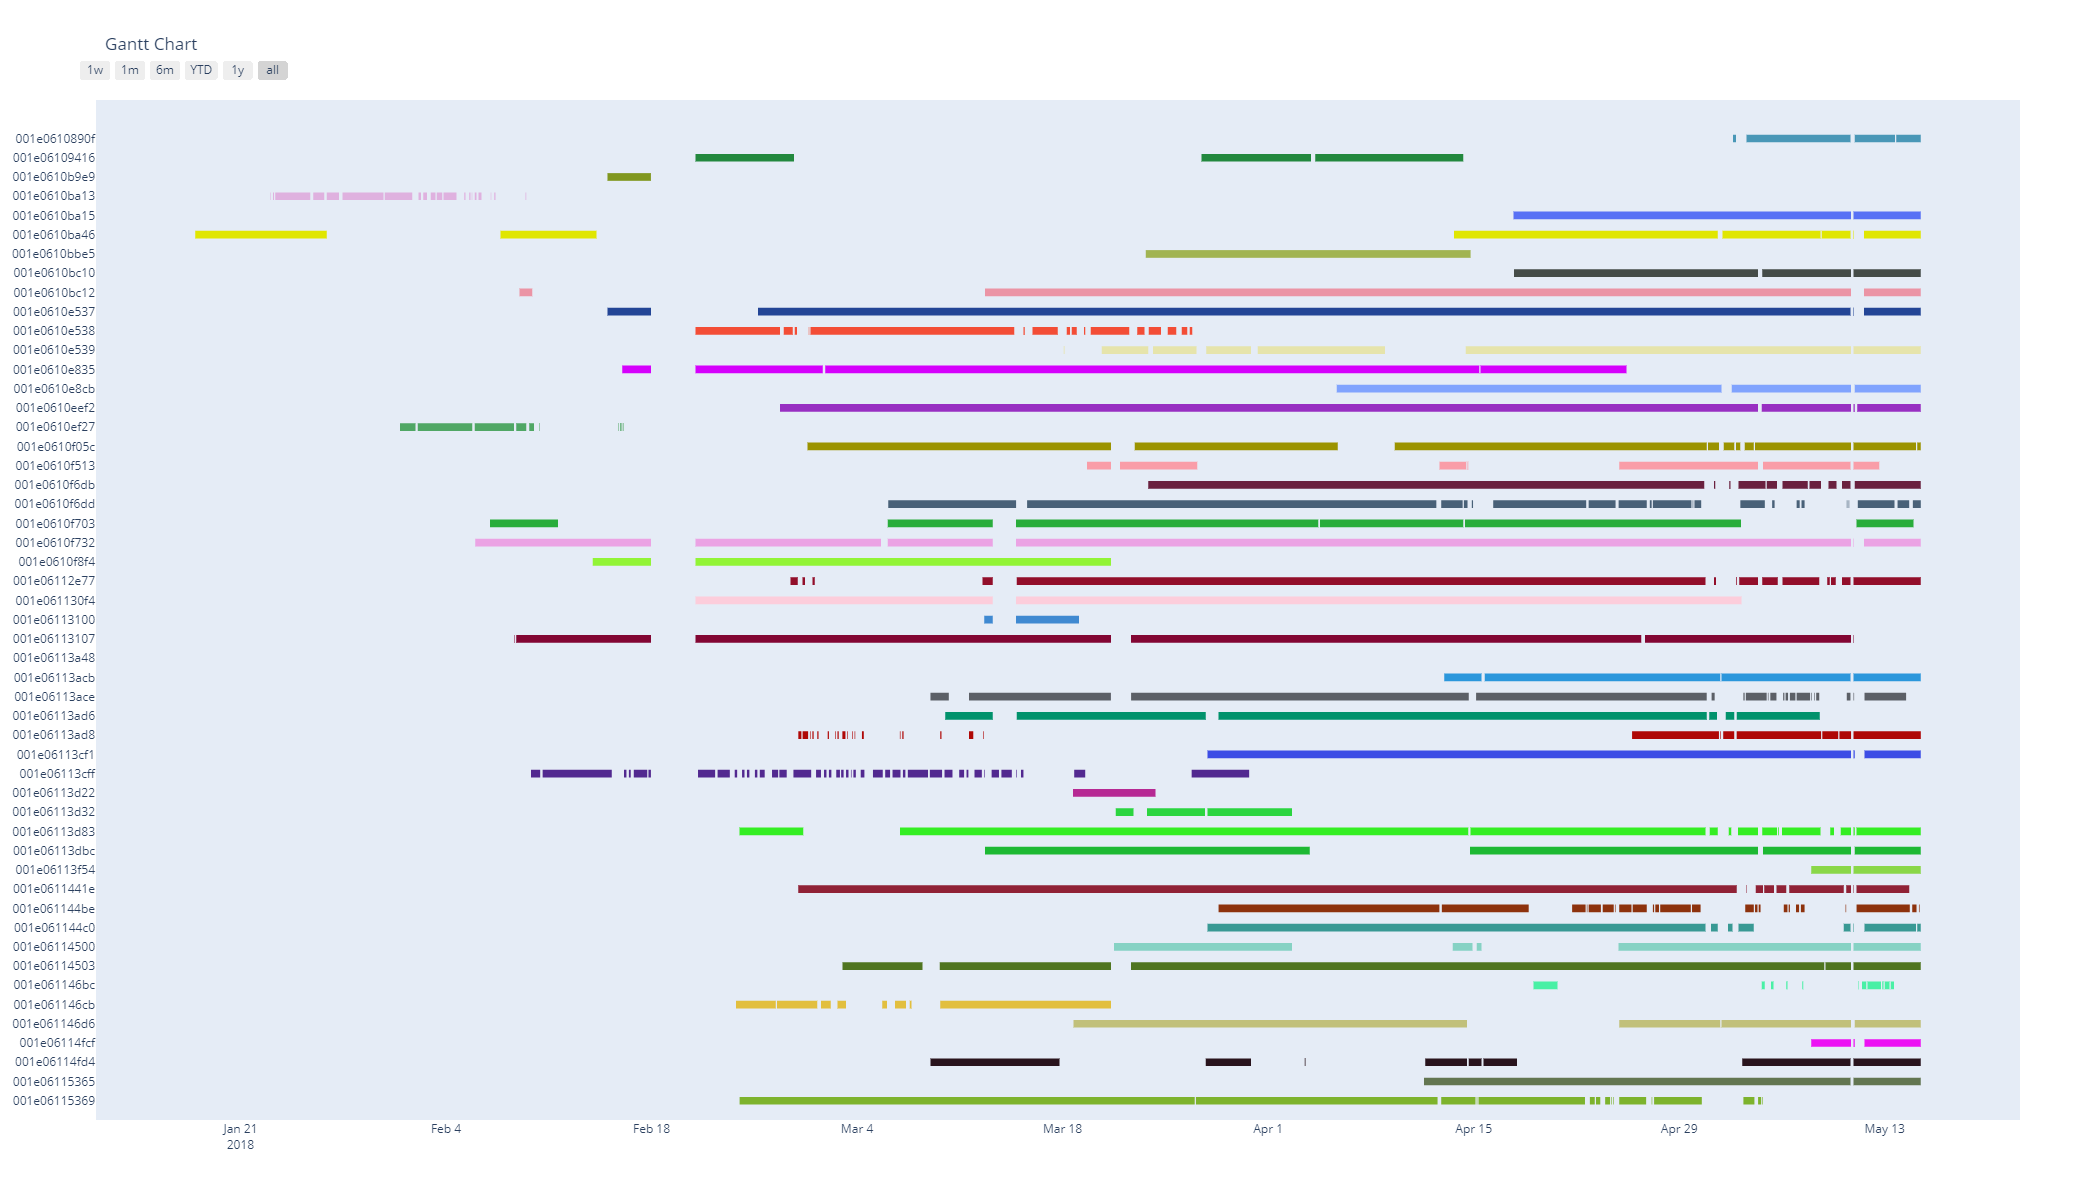 Gantt Chart
1w 1m 6m YTD 1y all
001e0610890f
001e06109416
001e0610b9e9
001e0610ba13
001e0610ba15
001e0610ba46
001e0610bbe5
001e0610bc10
001e0610bc12
001e0610e537
001e0610e538
001e0610e539
001e0610e835
001e0610e8cb
001e0610eef2
001e0610ef27
001e0610f05c
001e0610f513
001e0610f6db
001e0610f6dd
001e0610f703
001e0610f732
001e0610f8f4
001e06112e77
001e061130f4
001e06113100
001e06113107
001e06113a48
001e06113acb
001e06113ace
001e06113ad6
001e06113ad8
001e06113cf1
001e06113cff
001e06113d22
001e06113d32
001e06113d83
001e06113dbc
001e06113f54
001e0611441e
001e061144be
001e061144c0
001e06114500
001e06114503
001e061146bc
001e061146cb
001e061146d6
001e06114fcf
001e06114fd4
001e06115365
001e06115369
Jan 21 Feb 4 Feb 18 Mar 4 Mar 18 Apr 1 Apr 15 Apr 29 May 13
2018